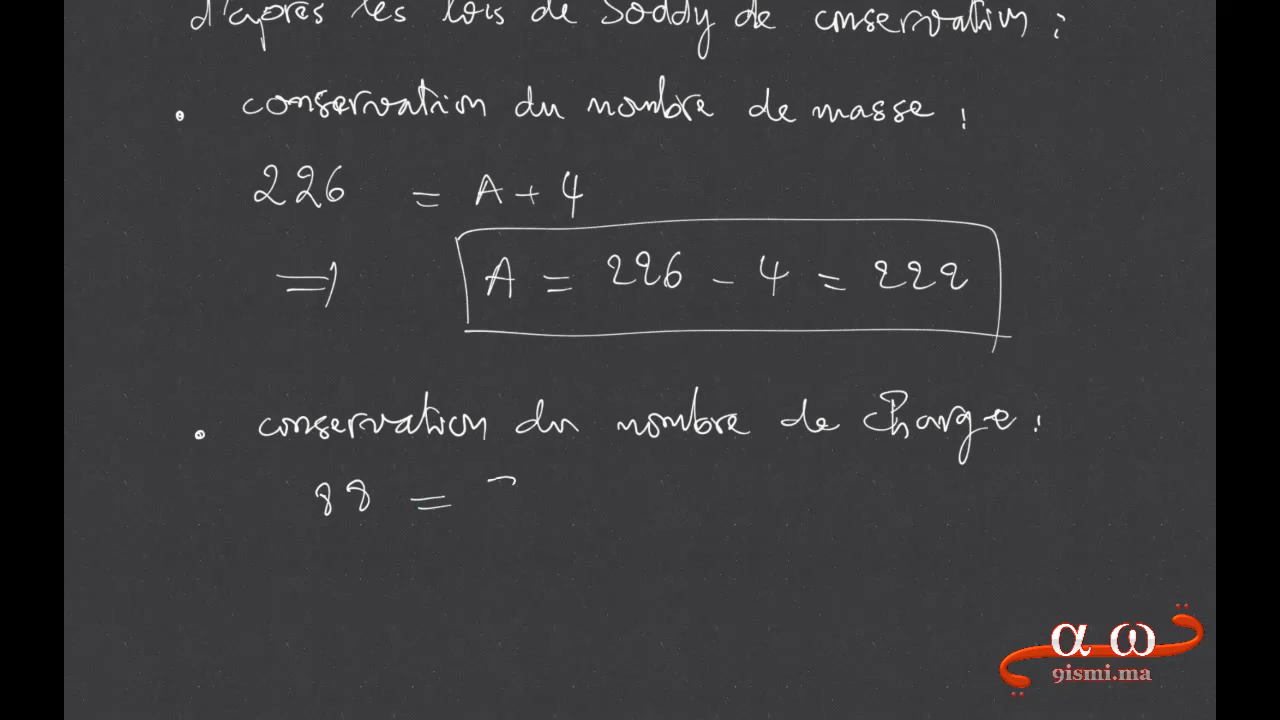 d'après les lois de Soddy de conservation :
• conservation du nombre de masse :
226 = A + 4
=> A = 226 - 4 = 222
• conservation du nombre de charge :
88 =
α ω
9ismi.ma